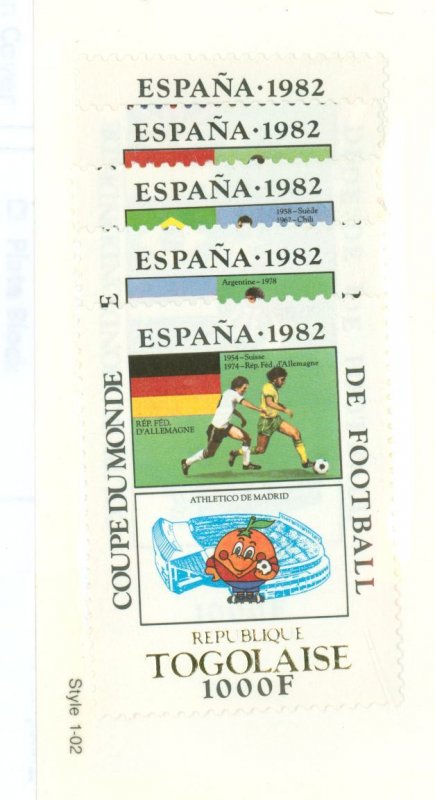 ESPAÑA·1982
ESPAÑA·1982
ESPAÑA·1982
1958–Suède
1962–Chili
ESPAÑA·1982
Argentine–1978
ESPAÑA·1982
1954–Suisse
1974–Rép. Féd. d'Allemagne
RÉP. FÉD.
D'ALLEMAGNE
COUPE DU MONDE
DE FOOTBALL
ATHLETICO DE MADRID
REPUBLIQUE
TOGOLAISE
1000F
Style 1-02
Plate Block